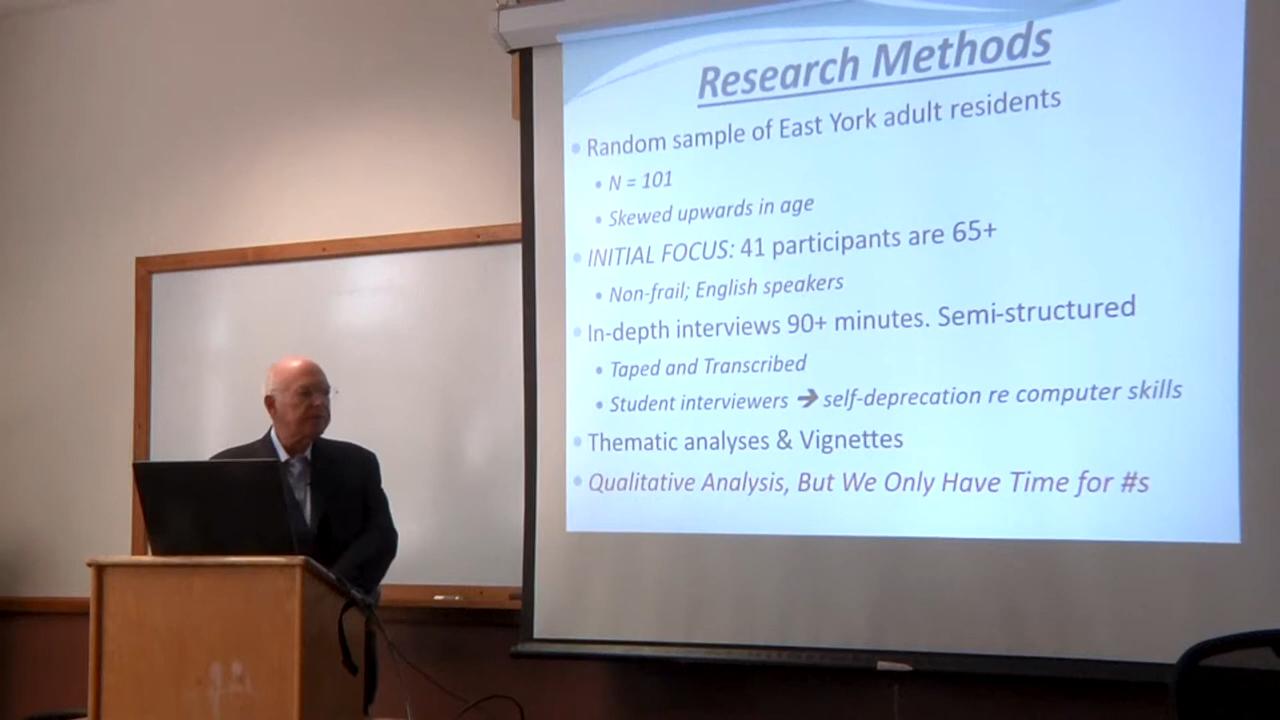 Research Methods
• Random sample of East York adult residents
• N = 101
• Skewed upwards in age
• INITIAL FOCUS: 41 participants are 65+
• Non-frail; English speakers
• In-depth interviews 90+ minutes. Semi-structured
• Taped and Transcribed
• Student interviewers ➔ self-deprecation re computer skills
• Thematic analyses & Vignettes
• Qualitative Analysis, But We Only Have Time for #s